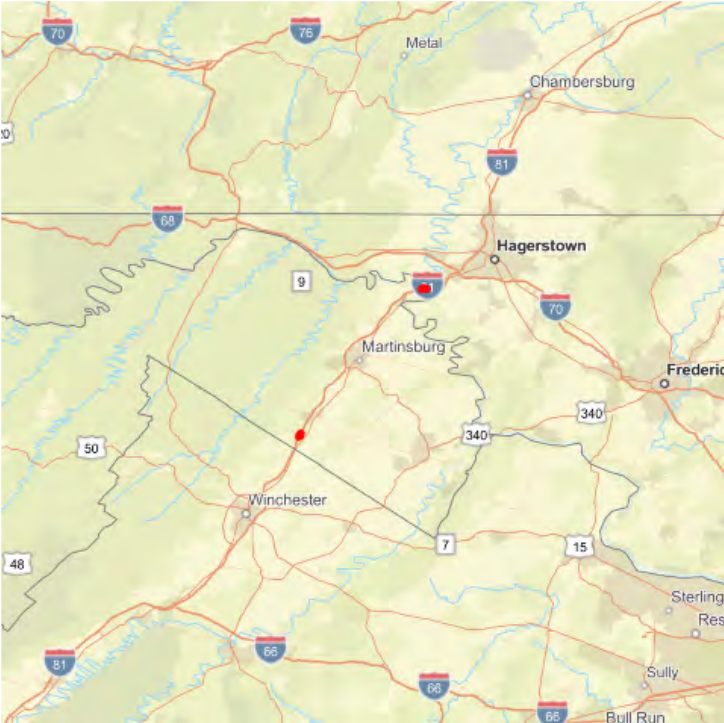 70
76
Metal
Chambersburg
20
81
68
Hagerstown
9
70
Martinsburg
Frederic
340
340
50
Winchester
7
15
48
Sterling
Res
81
66
66
Sully
66
Bull Run